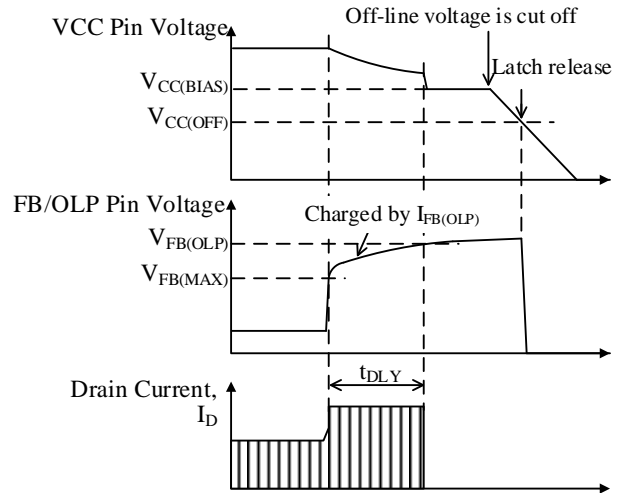 Off-line voltage is cut off
VCC Pin Voltage
Latch release
VCC(BIAS)
VCC(OFF)
FB/OLP Pin Voltage
Charged by IFB(OLP)
VFB(OLP)
VFB(MAX)
tDLY
Drain Current,
ID